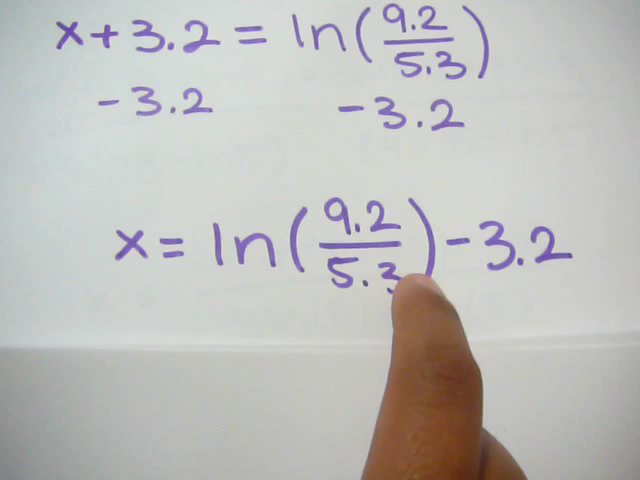 x + 3.2 = ln(9.2/5.3)
- 3.2 - 3.2
x = ln(9.2/5.3) - 3.2